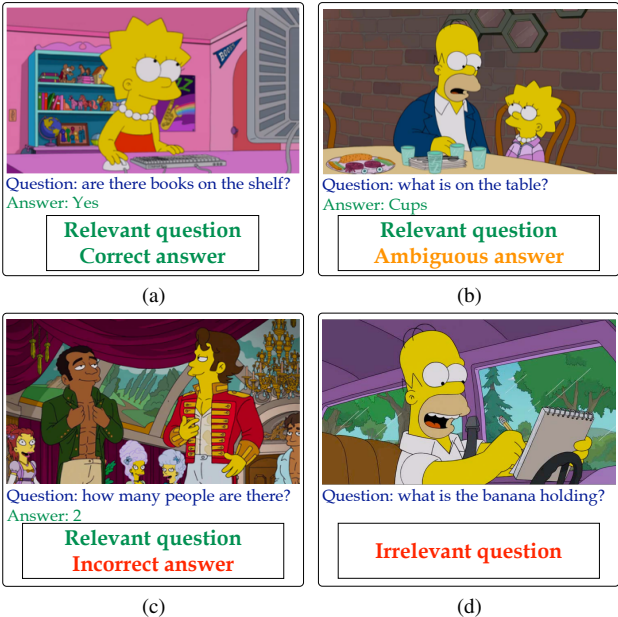 Question: are there books on the shelf?
Answer: Yes
Relevant question
Correct answer
(a)
Question: what is on the table?
Answer: Cups
Relevant question
Ambiguous answer
(b)
Question: how many people are there?
Answer: 2
Relevant question
Incorrect answer
(c)
Question: what is the banana holding?
Irrelevant question
(d)